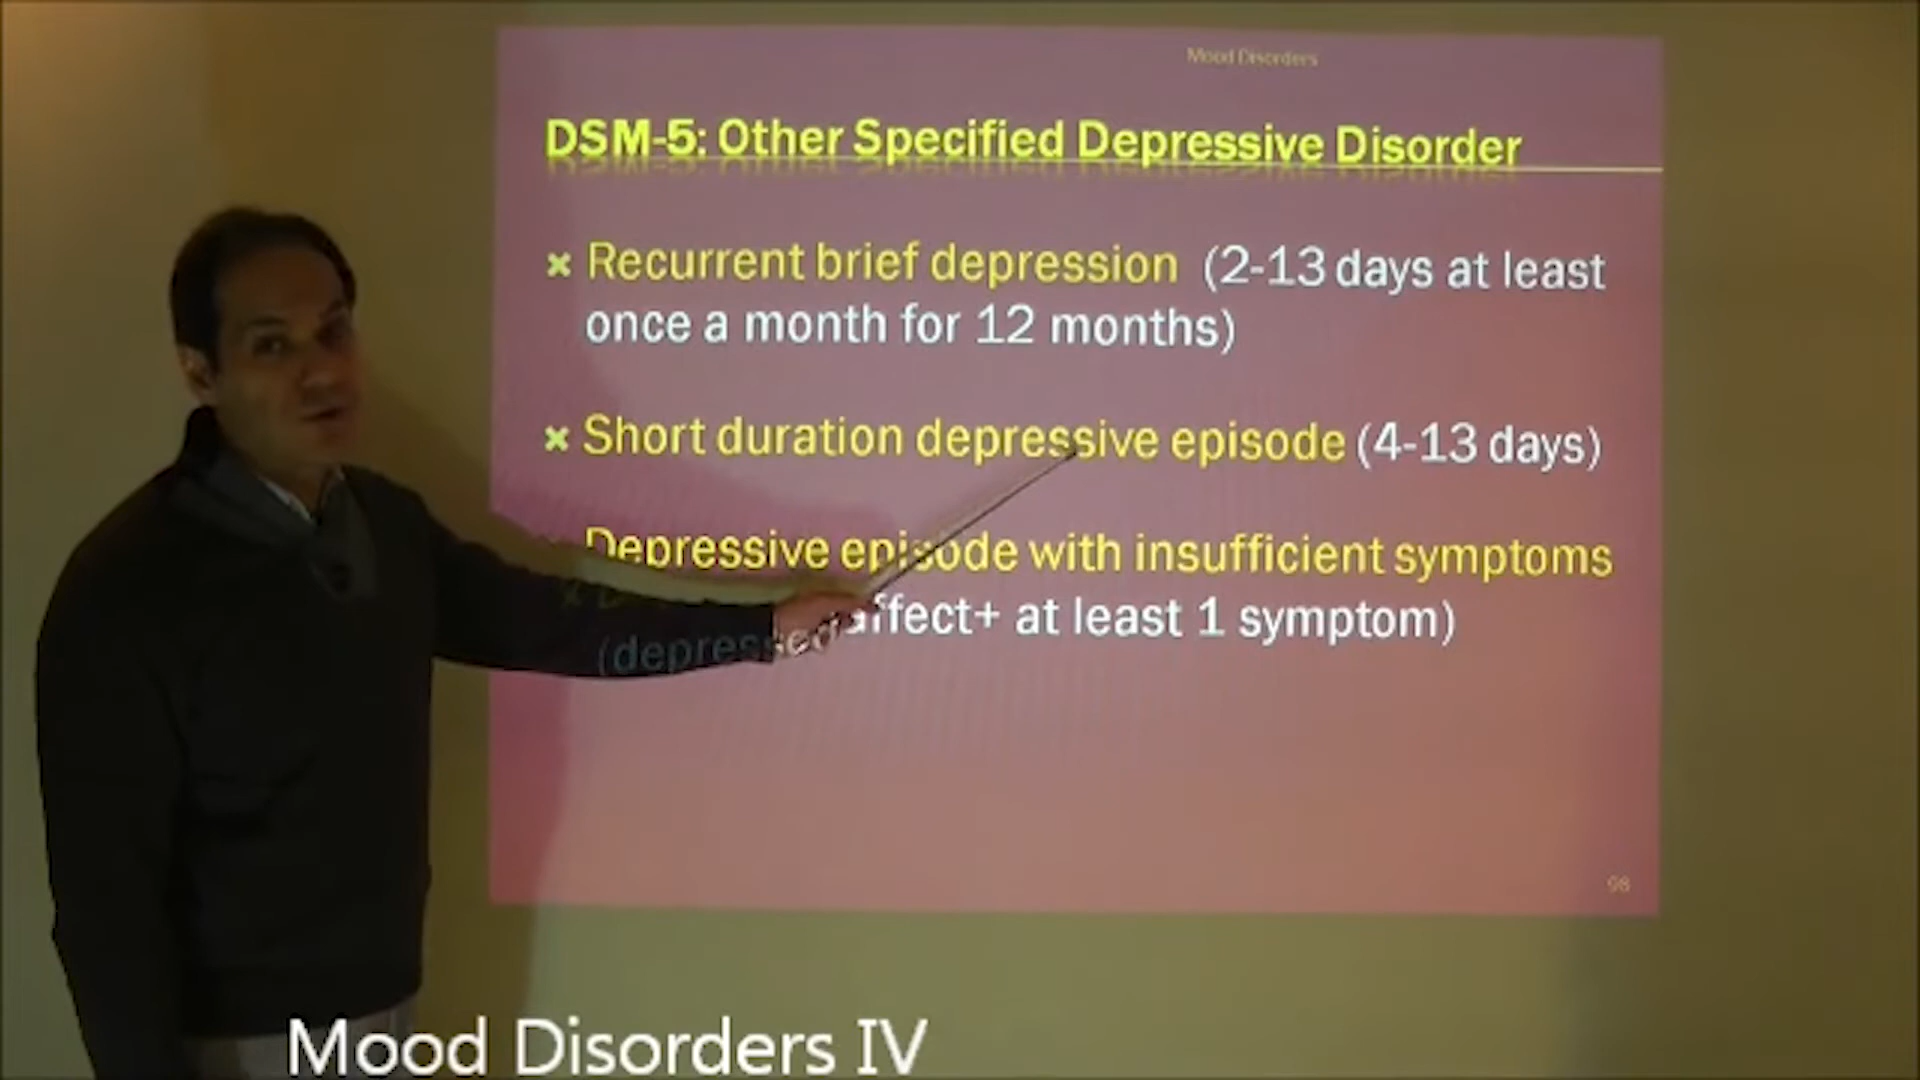 Mood Disorders
DSM-5: Other Specified Depressive Disorder
× Recurrent brief depression (2-13 days at least
once a month for 12 months)
× Short duration depressive episode (4-13 days)
× Depressive episode with insufficient symptoms
(depressed affect+ at least 1 symptom)
98
Mood Disorders IV